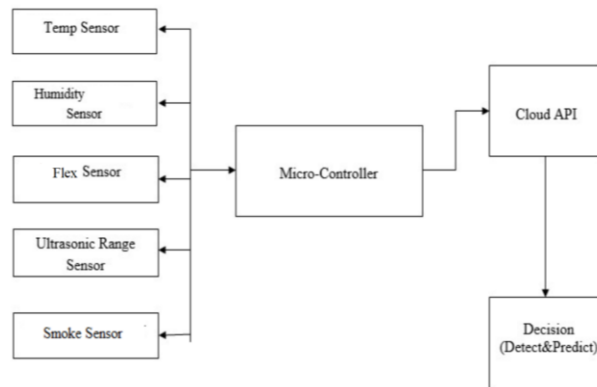 Temp Sensor
Humidity
Sensor
Flex Sensor
Ultrasonic Range
Sensor
Smoke Sensor
Micro-Controller
Cloud API
Decision
(Detect&Predict)